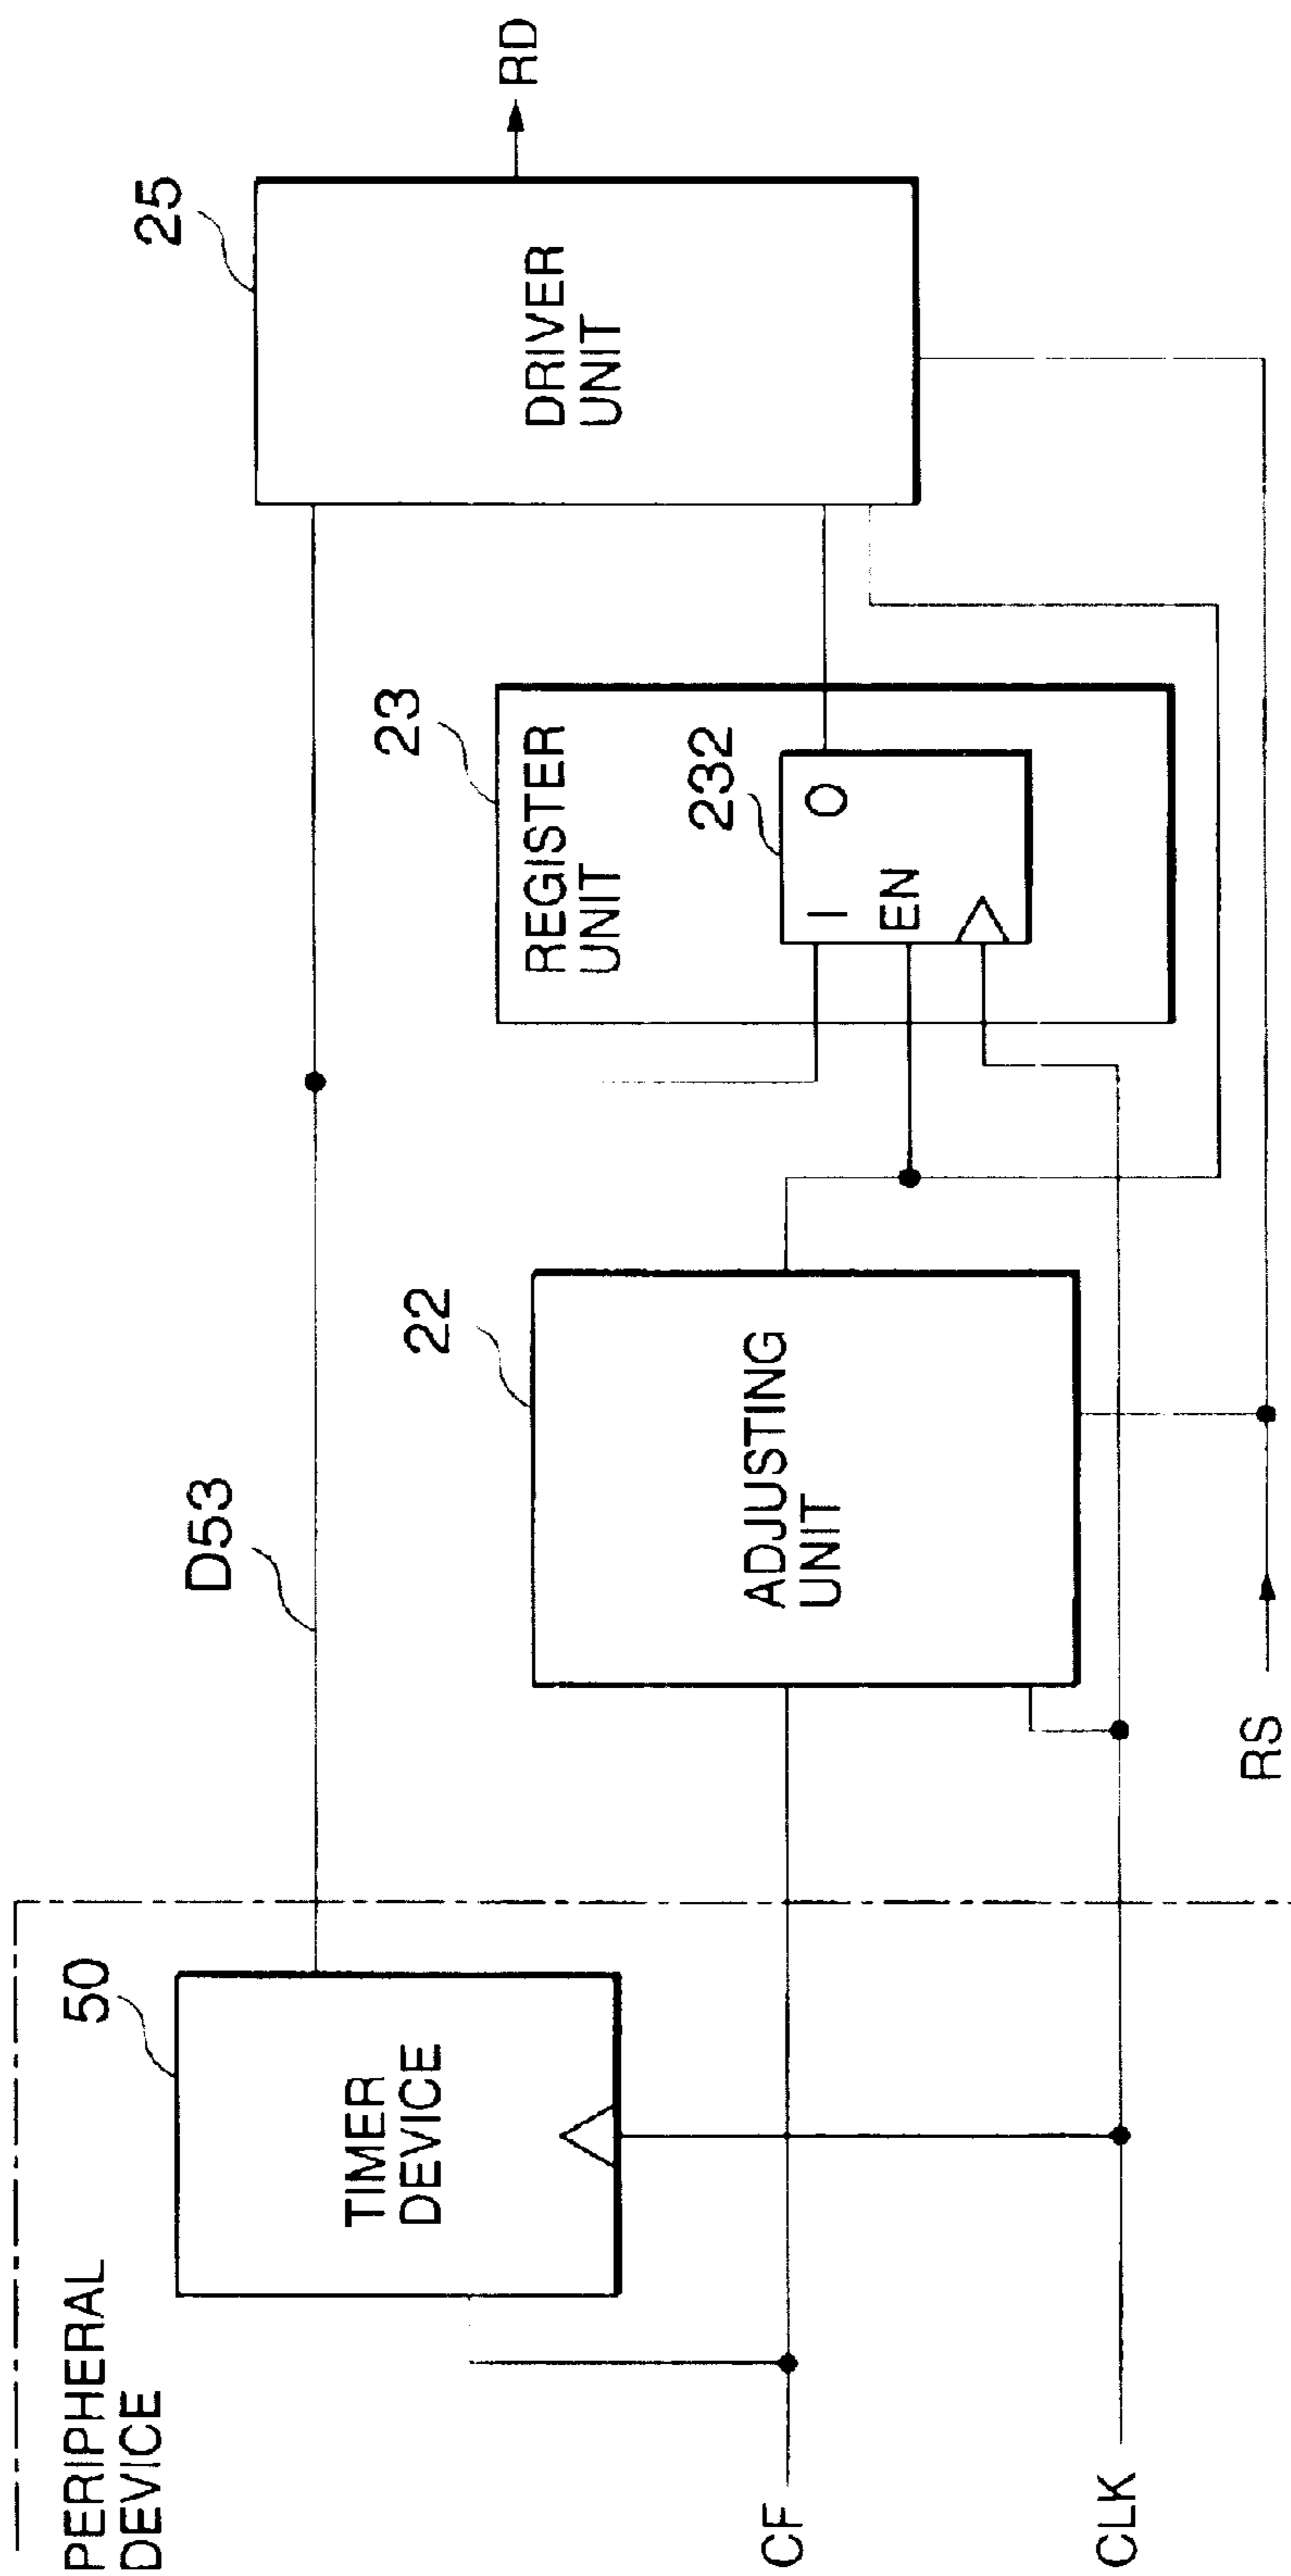 PERIPHERAL
DEVICE
50
TIMER
DEVICE
CF
CLK
D53
22
ADJUSTING
UNIT
RS
23
REGISTER
UNIT
232
I O
EN
25
DRIVER
UNIT
RD